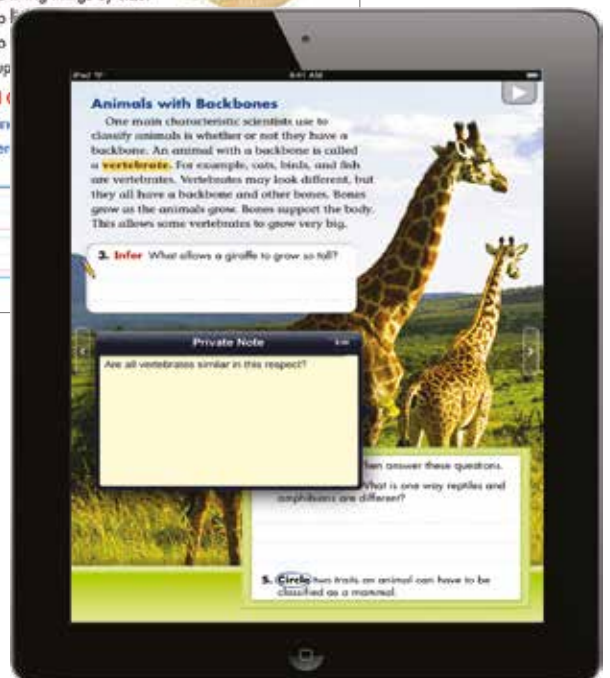 iPad
9:41 AM
Animals with Backbones
One main characteristic scientists use to
classify animals is whether or not they have a
backbone. An animal with a backbone is called
a vertebrate. For example, cats, birds, and fish
are vertebrates. Vertebrates may look different, but
they all have a backbone and other bones. Bones
grow as the animals grow. Bones support the body.
This allows some vertebrates to grow very big.
3. Infer What allows a giraffe to grow so tall?
Private Note
Are all vertebrates similar in this respect?
then answer these questions.
What is one way reptiles and
amphibians are different?
5. Circle two traits an animal can have to be
classified as a mammal.